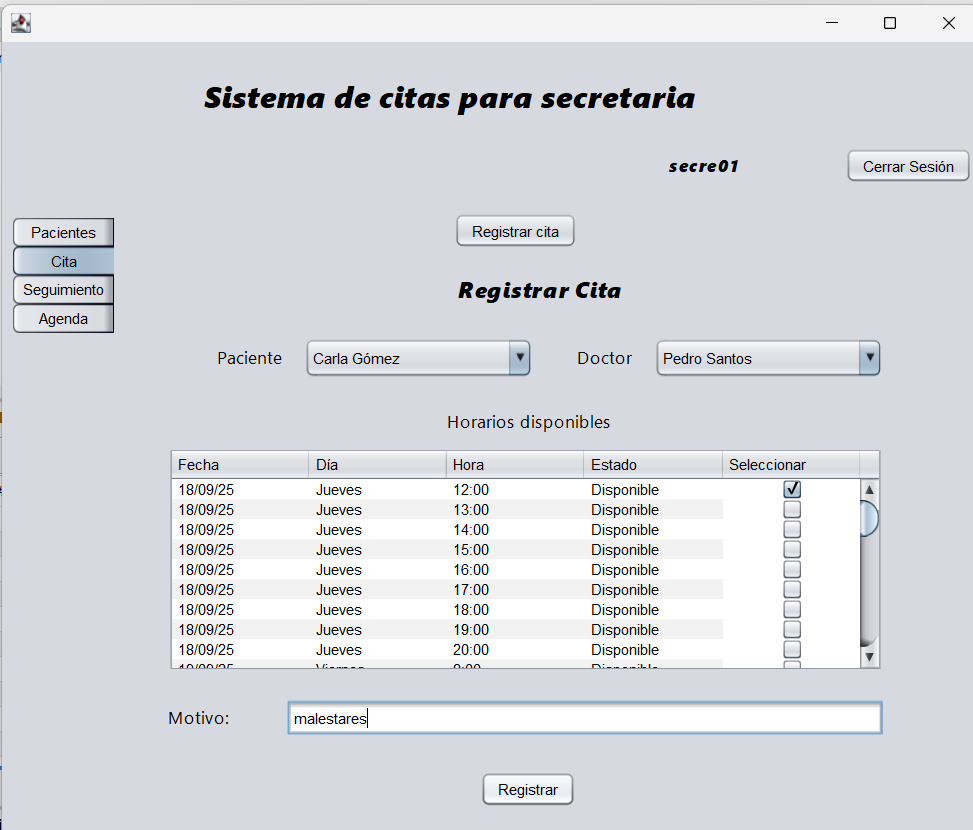 Sistema de citas para secretaria
secre01 Cerrar Sesión
Pacientes
Cita
Seguimiento
Agenda
Registrar cita
Registrar Cita
Paciente Carla Gómez Doctor Pedro Santos
Horarios disponibles
Fecha Día Hora Estado Seleccionar
18/09/25 Jueves 12:00 Disponible
18/09/25 Jueves 13:00 Disponible
18/09/25 Jueves 14:00 Disponible
18/09/25 Jueves 15:00 Disponible
18/09/25 Jueves 16:00 Disponible
18/09/25 Jueves 17:00 Disponible
18/09/25 Jueves 18:00 Disponible
18/09/25 Jueves 19:00 Disponible
18/09/25 Jueves 20:00 Disponible
Motivo: malestares
Registrar